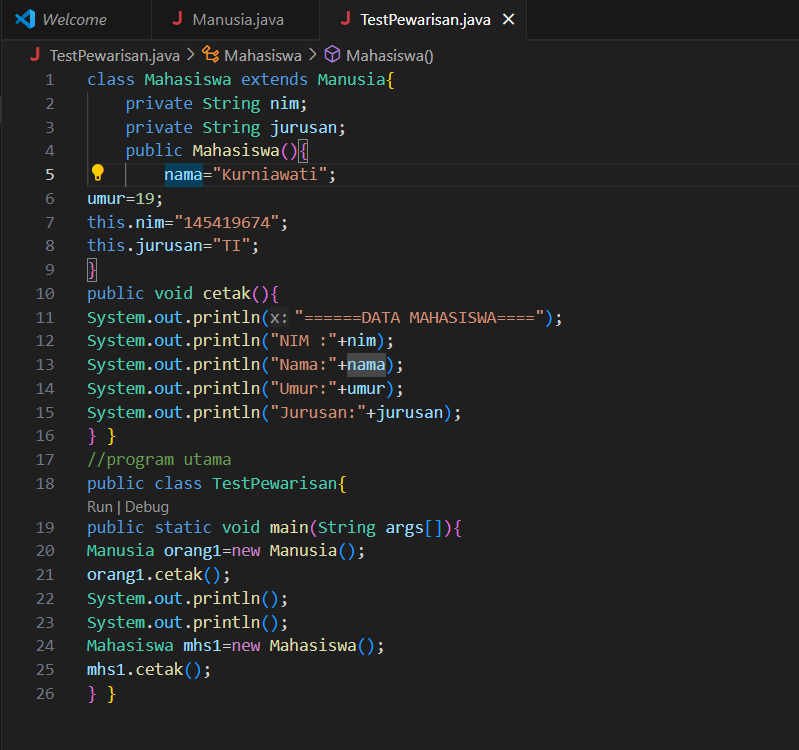 Welcome
J Manusia.java
J TestPewarisan.java ×
J TestPewarisan.java > Mahasiswa > Mahasiswa()
1 class Mahasiswa extends Manusia{
2 private String nim;
3 private String jurusan;
4 public Mahasiswa(){
5 nama="Kurniawati";
6 umur=19;
7 this.nim="145419674";
8 this.jurusan="TI";
9 }
10 public void cetak(){
11 System.out.println(x: "======DATA MAHASISWA====");
12 System.out.println("NIM :"+nim);
13 System.out.println("Nama:"+nama);
14 System.out.println("Umur:"+umur);
15 System.out.println("Jurusan:"+jurusan);
16 } }
17 //program utama
18 public class TestPewarisan{
Run | Debug
19 public static void main(String args[]){
20 Manusia orang1=new Manusia();
21 orang1.cetak();
22 System.out.println();
23 System.out.println();
24 Mahasiswa mhs1=new Mahasiswa();
25 mhs1.cetak();
26 } }